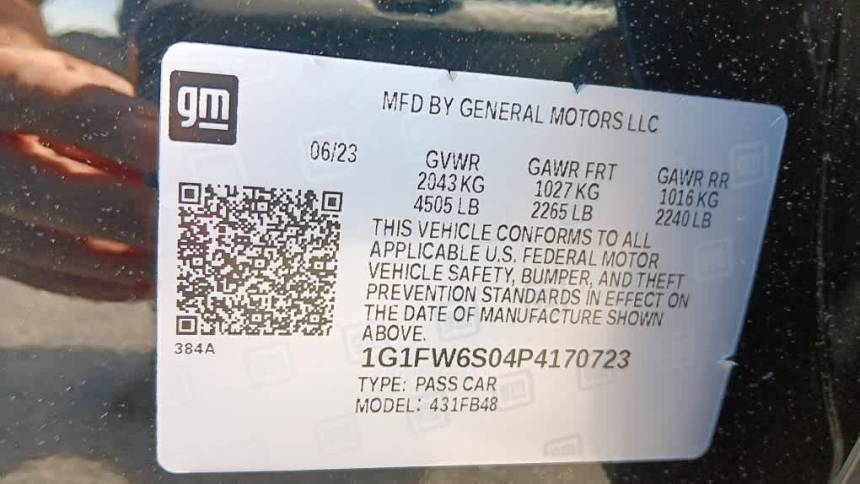 gm
MFD BY GENERAL MOTORS LLC
06/23
GVWR
2043 KG
4505 LB
GAWR FRT
1027 KG
2265 LB
GAWR RR
1016 KG
2240 LB
THIS VEHICLE CONFORMS TO ALL
APPLICABLE U.S. FEDERAL MOTOR
VEHICLE SAFETY, BUMPER, AND THEFT
PREVENTION STANDARDS IN EFFECT ON
THE DATE OF MANUFACTURE SHOWN
ABOVE.
384A
1G1FW6S04P4170723
TYPE: PASS CAR
MODEL: 431FB48